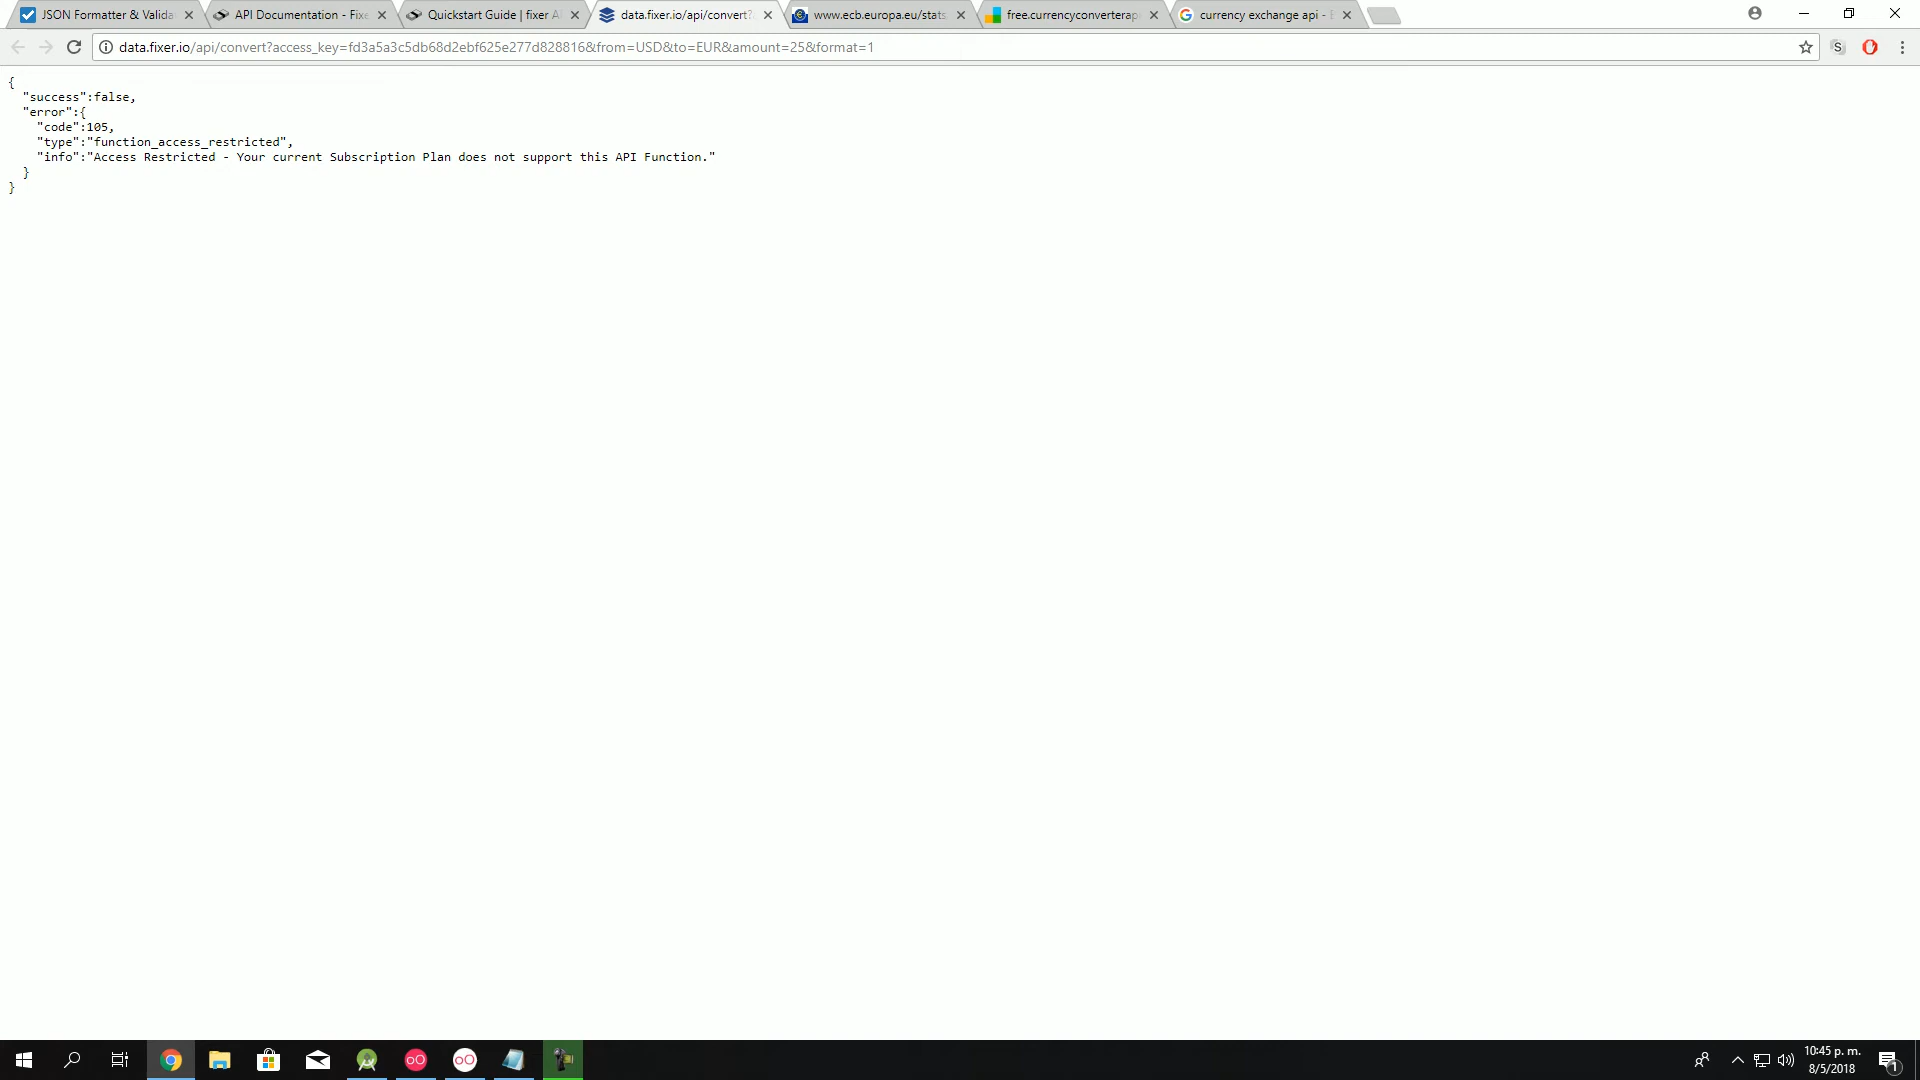 JSON Formatter & Valida
API Documentation - Fixe
Quickstart Guide | fixer A
data.fixer.io/api/convert?
www.ecb.europa.eu/stats
free.currencyconverterap
currency exchange api -
data.fixer.io/api/convert?access_key=fd3a5a3c5db68d2ebf625e277d828816&from=USD&to=EUR&amount=25&format=1
{
"success":false,
"error":{
"code":105,
"type":"function_access_restricted",
"info":"Access Restricted - Your current Subscription Plan does not support this API Function."
}
}
10:45 p. m.
8/5/2018
1